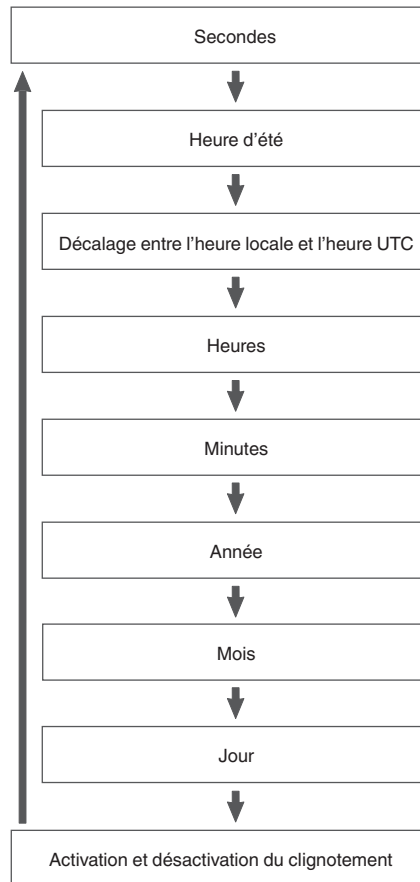 Secondes
Heure d’été
Décalage entre l’heure locale et l’heure UTC
Heures
Minutes
Année
Mois
Jour
Activation et désactivation du clignotement